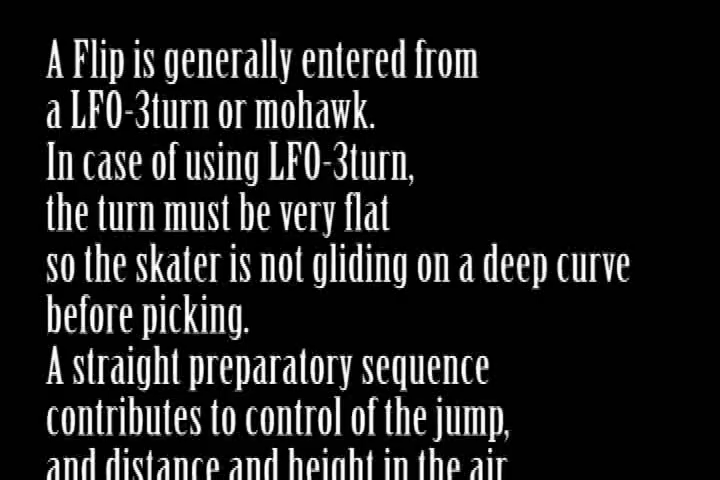 A Flip is generally entered from
a LFO-3turn or mohawk.
In case of using LFO-3turn,
the turn must be very flat
so the skater is not gliding on a deep curve
before picking.
A straight preparatory sequence
contributes to control of the jump,
and distance and height in the air